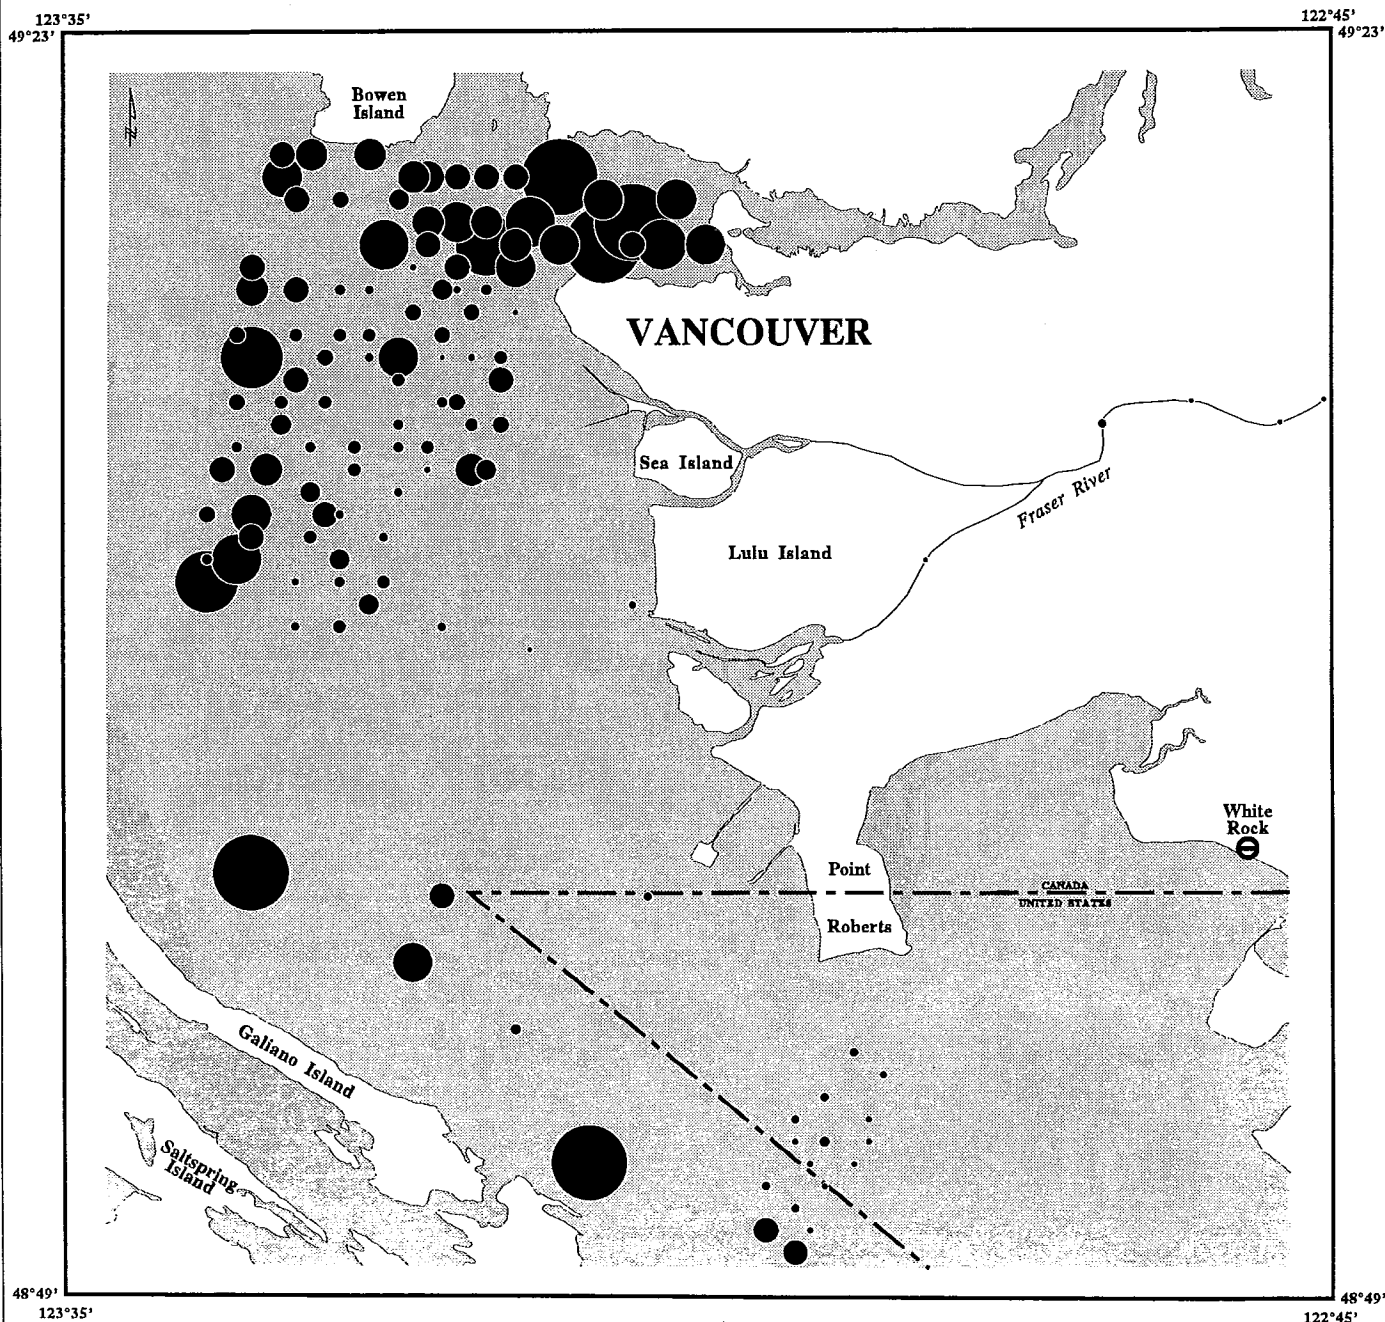 123°35'
122°45'
49°23'
49°23'
Bowen
Island
N
VANCOUVER
Sea Island
Fraser River
Lulu Island
White
Rock
Point
CANADA
UNITED STATES
Roberts
Galiano Island
Saltspring
Island
48°49'
48°49'
123°35'
122°45'